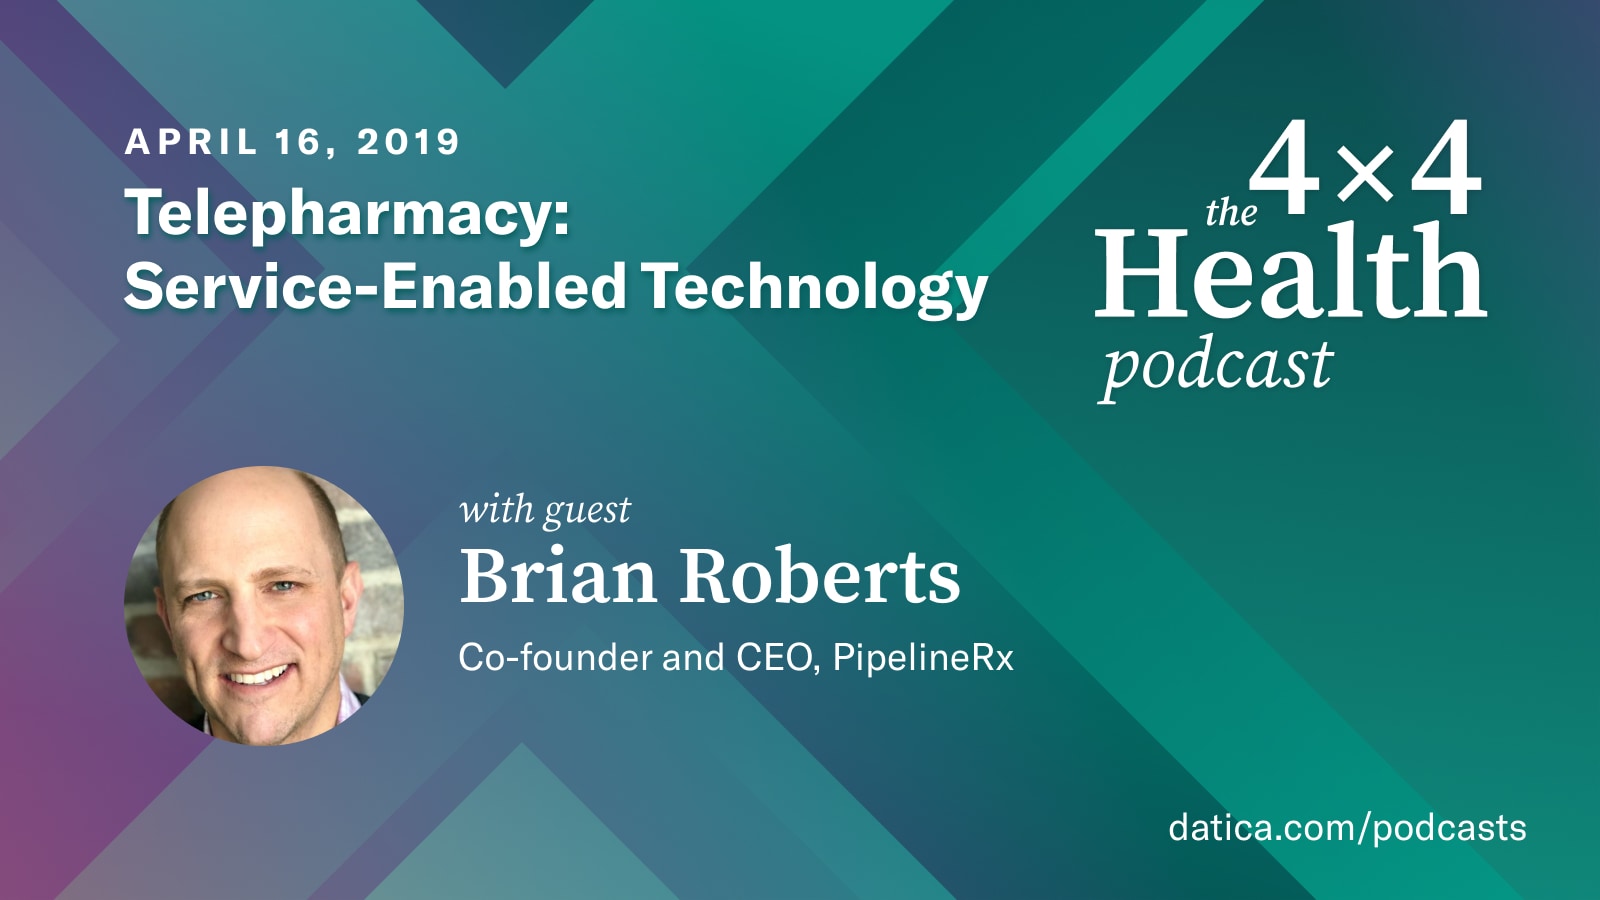 APRIL 16, 2019
Telepharmacy:
Service-Enabled Technology
the 4×4
Health
podcast
with guest
Brian Roberts
Co-founder and CEO, PipelineRx
datica.com/podcasts